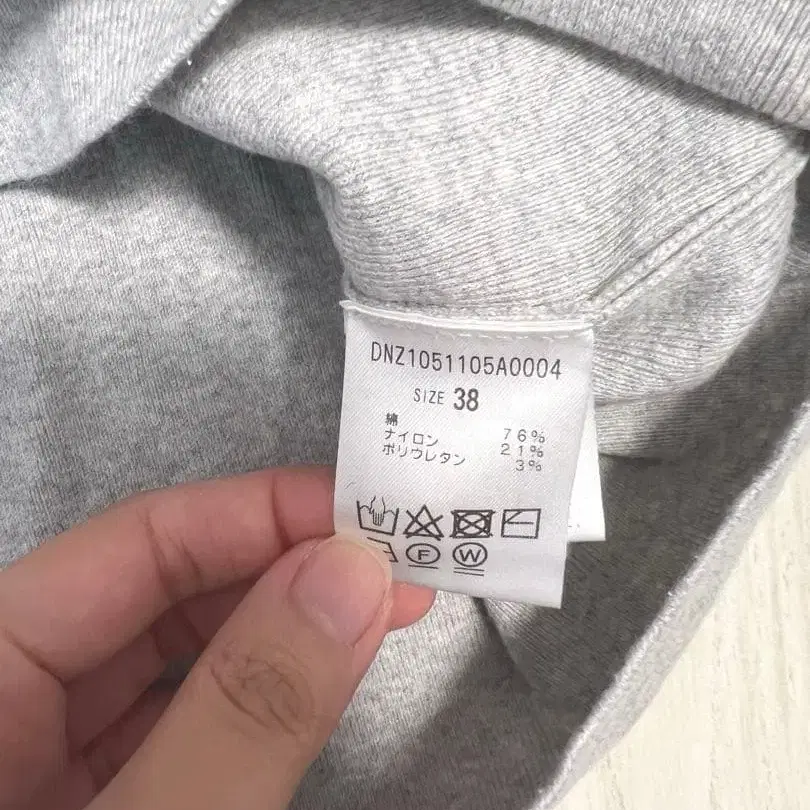 DNZ1051105A0004
SIZE 38
綿 76%
ナイロン 21%
ポリウレタン 3%
F W